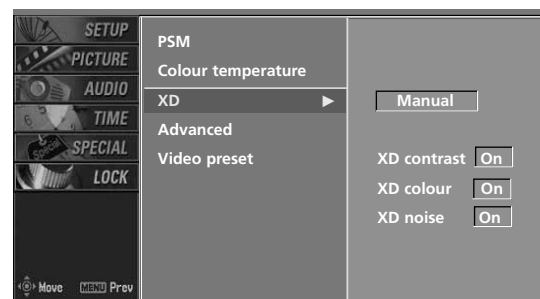 SETUP
PICTURE
AUDIO
TIME
SPECIAL
LOCK
Move MENU Prev
PSM
Colour temperature
XD ▶
Advanced
Video preset
Manual
XD contrast On
XD colour On
XD noise On